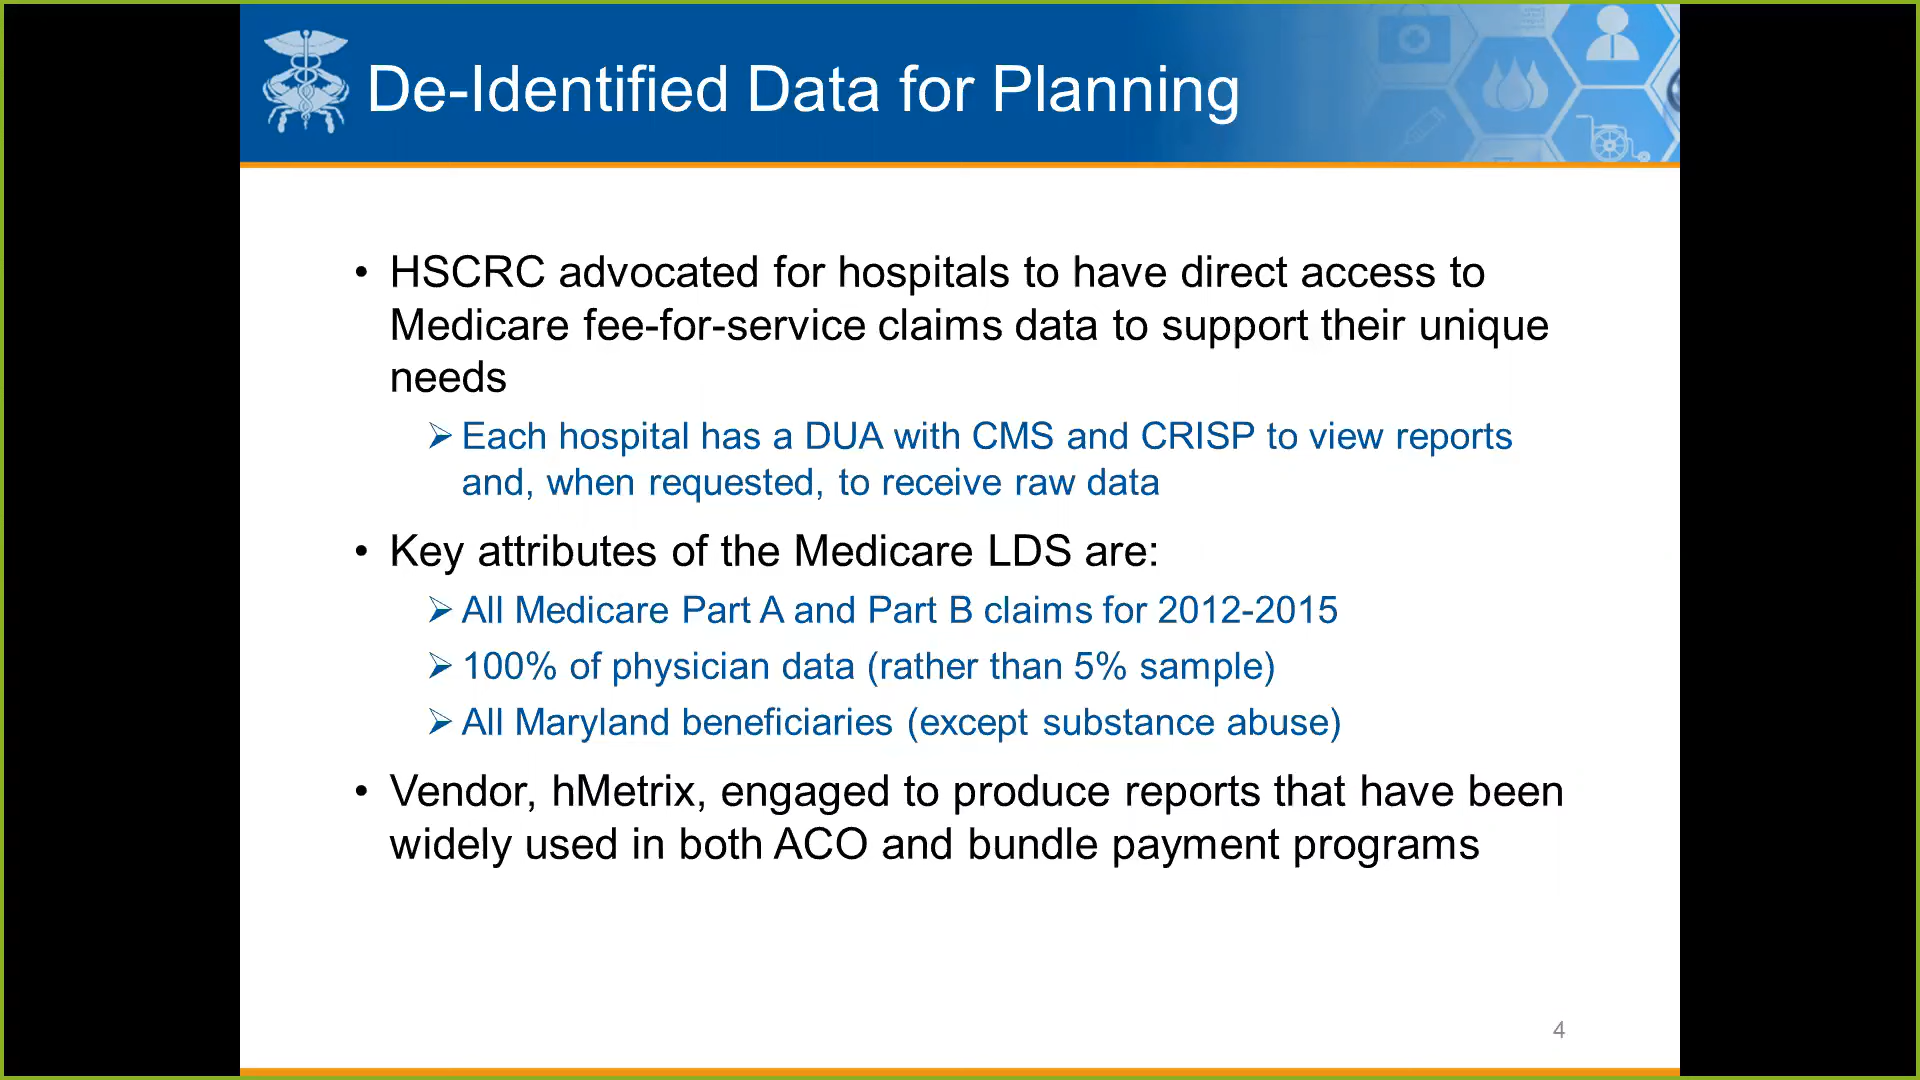 De-Identified Data for Planning
• HSCRC advocated for hospitals to have direct access to
Medicare fee-for-service claims data to support their unique
needs
➢ Each hospital has a DUA with CMS and CRISP to view reports
and, when requested, to receive raw data
• Key attributes of the Medicare LDS are:
➢ All Medicare Part A and Part B claims for 2012-2015
➢ 100% of physician data (rather than 5% sample)
➢ All Maryland beneficiaries (except substance abuse)
• Vendor, hMetrix, engaged to produce reports that have been
widely used in both ACO and bundle payment programs
4